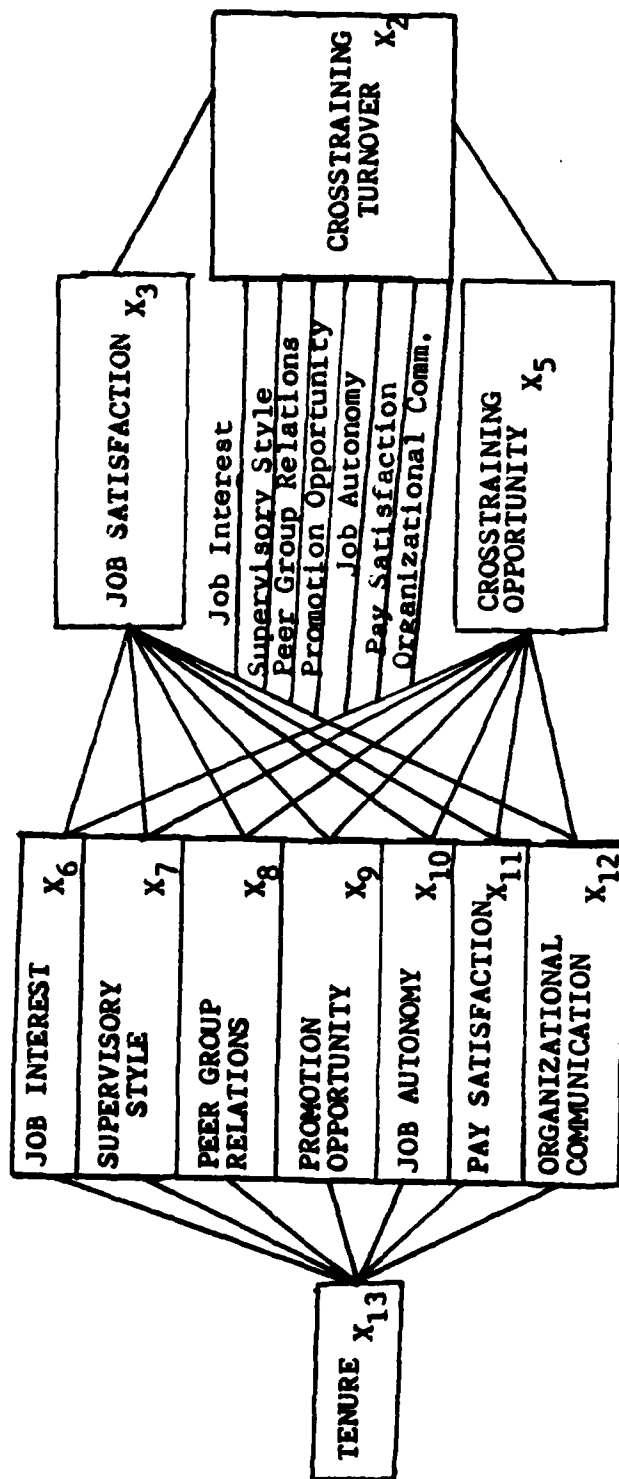 TENURE X13
JOB INTEREST X6
SUPERVISORY X7
STYLE
PEER GROUP X8
RELATIONS
PROMOTION X9
OPPORTUNITY
JOB AUTONOMY X10
PAY SATISFACTION X11
ORGANIZATIONAL
COMMUNICATION X12
JOB SATISFACTION X3
Job Interest
Supervisory Style
Peer Group Relations
Promotion Opportunity
Job Autonomy
Pay Satisfaction
Organizational Comm.
CROSSTRAINING
OPPORTUNITY X5
CROSSTRAINING
TURNOVER X2